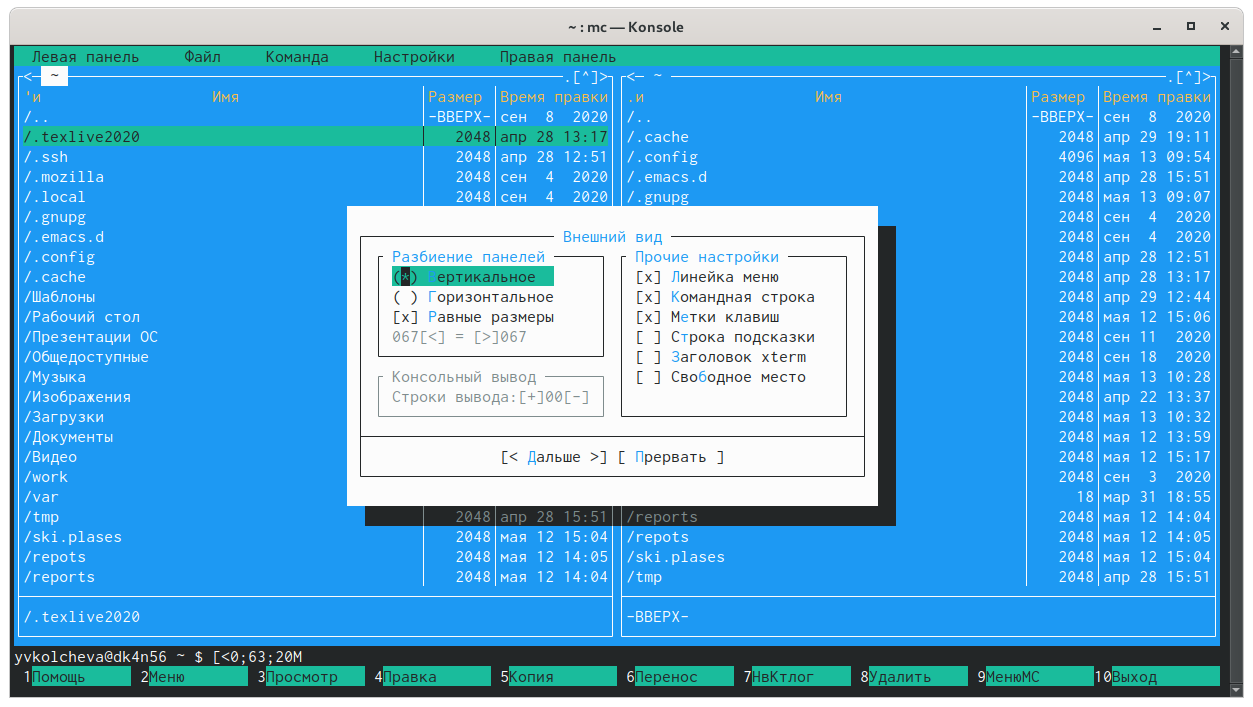 ~ : mc — Konsole
Левая панель Файл Команда Настройки Правая панель
<─ ~ .[^]> <─ ~ .[^]>
'и Имя Размер Время правки .и Имя Размер Время правки
/.. -ВВЕРХ- сен 8 2020 /.. -ВВЕРХ- сен 8 2020
/.texlive2020 2048 апр 28 13:17 /.cache 2048 апр 29 19:11
/.ssh 2048 апр 28 12:51 /.config 4096 мая 13 09:54
/.mozilla 2048 сен 4 2020 /.emacs.d 2048 апр 28 15:51
/.local 2048 сен 4 2020 /.gnupg 2048 мая 13 09:07
/.gnupg 2048 сен 4 2020
/.emacs.d Внешний вид 2048 сен 4 2020
/.config Разбиение панелей Прочие настройки 2048 апр 28 12:51
/.cache (*) Вертикальное [x] Линейка меню 2048 апр 28 13:17
/Шаблоны ( ) Горизонтальное [x] Командная строка 2048 апр 29 12:44
/Рабочий стол [x] Равные размеры [x] Метки клавиш 2048 мая 12 15:06
/Презентации ОС 067[<] = [>]067 [ ] Строка подсказки 2048 сен 11 2020
/Общедоступные [ ] Заголовок xterm 2048 сен 18 2020
/Музыка Консольный вывод [ ] Свободное место 2048 мая 13 10:28
/Изображения Строки вывода:[+]00[-] 2048 апр 22 13:37
/Загрузки 2048 мая 13 10:32
/Документы 2048 мая 12 13:59
/Видео [< Дальше >] [ Прервать ] 2048 мая 12 15:17
/work 2048 сен 3 2020
/var 18 мар 31 18:55
/tmp 2048 апр 28 15:51 /reports 2048 мая 12 14:04
/ski.plases 2048 мая 12 15:04 /repots 2048 мая 12 14:05
/repots 2048 мая 12 14:05 /ski.plases 2048 мая 12 15:04
/reports 2048 мая 12 14:04 /tmp 2048 апр 28 15:51
/.texlive2020 -ВВЕРХ-
yvkolcheva@dk4n56 ~ $ [<0;63;20M
1Помощь 2Меню 3Просмотр 4Правка 5Копия 6Перенос 7НвКтлог 8Удалить 9МенюМС 10Выход